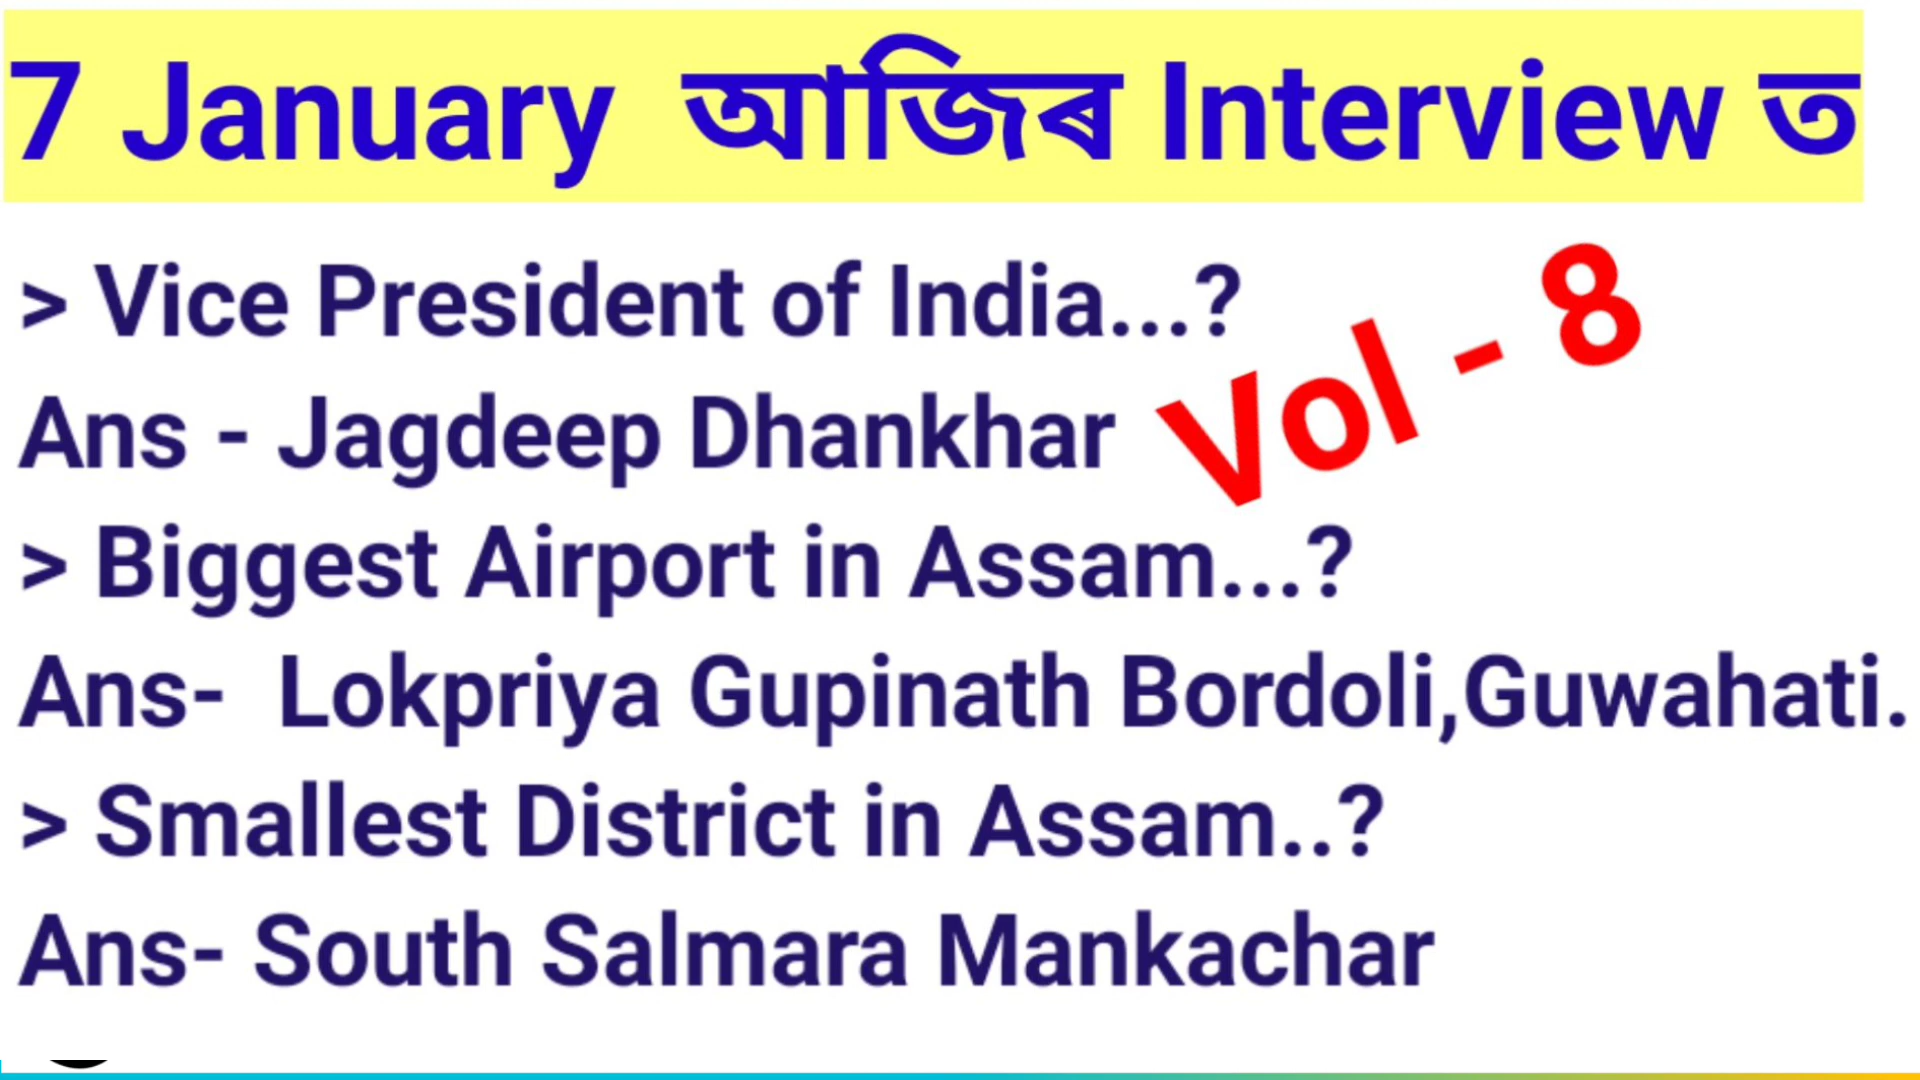 7 January আজিৰ Interview ত
> Vice President of India...?
Vol - 8
Ans - Jagdeep Dhankhar
> Biggest Airport in Assam...?
Ans- Lokpriya Gupinath Bordoli,Guwahati.
> Smallest District in Assam..?
Ans- South Salmara Mankachar